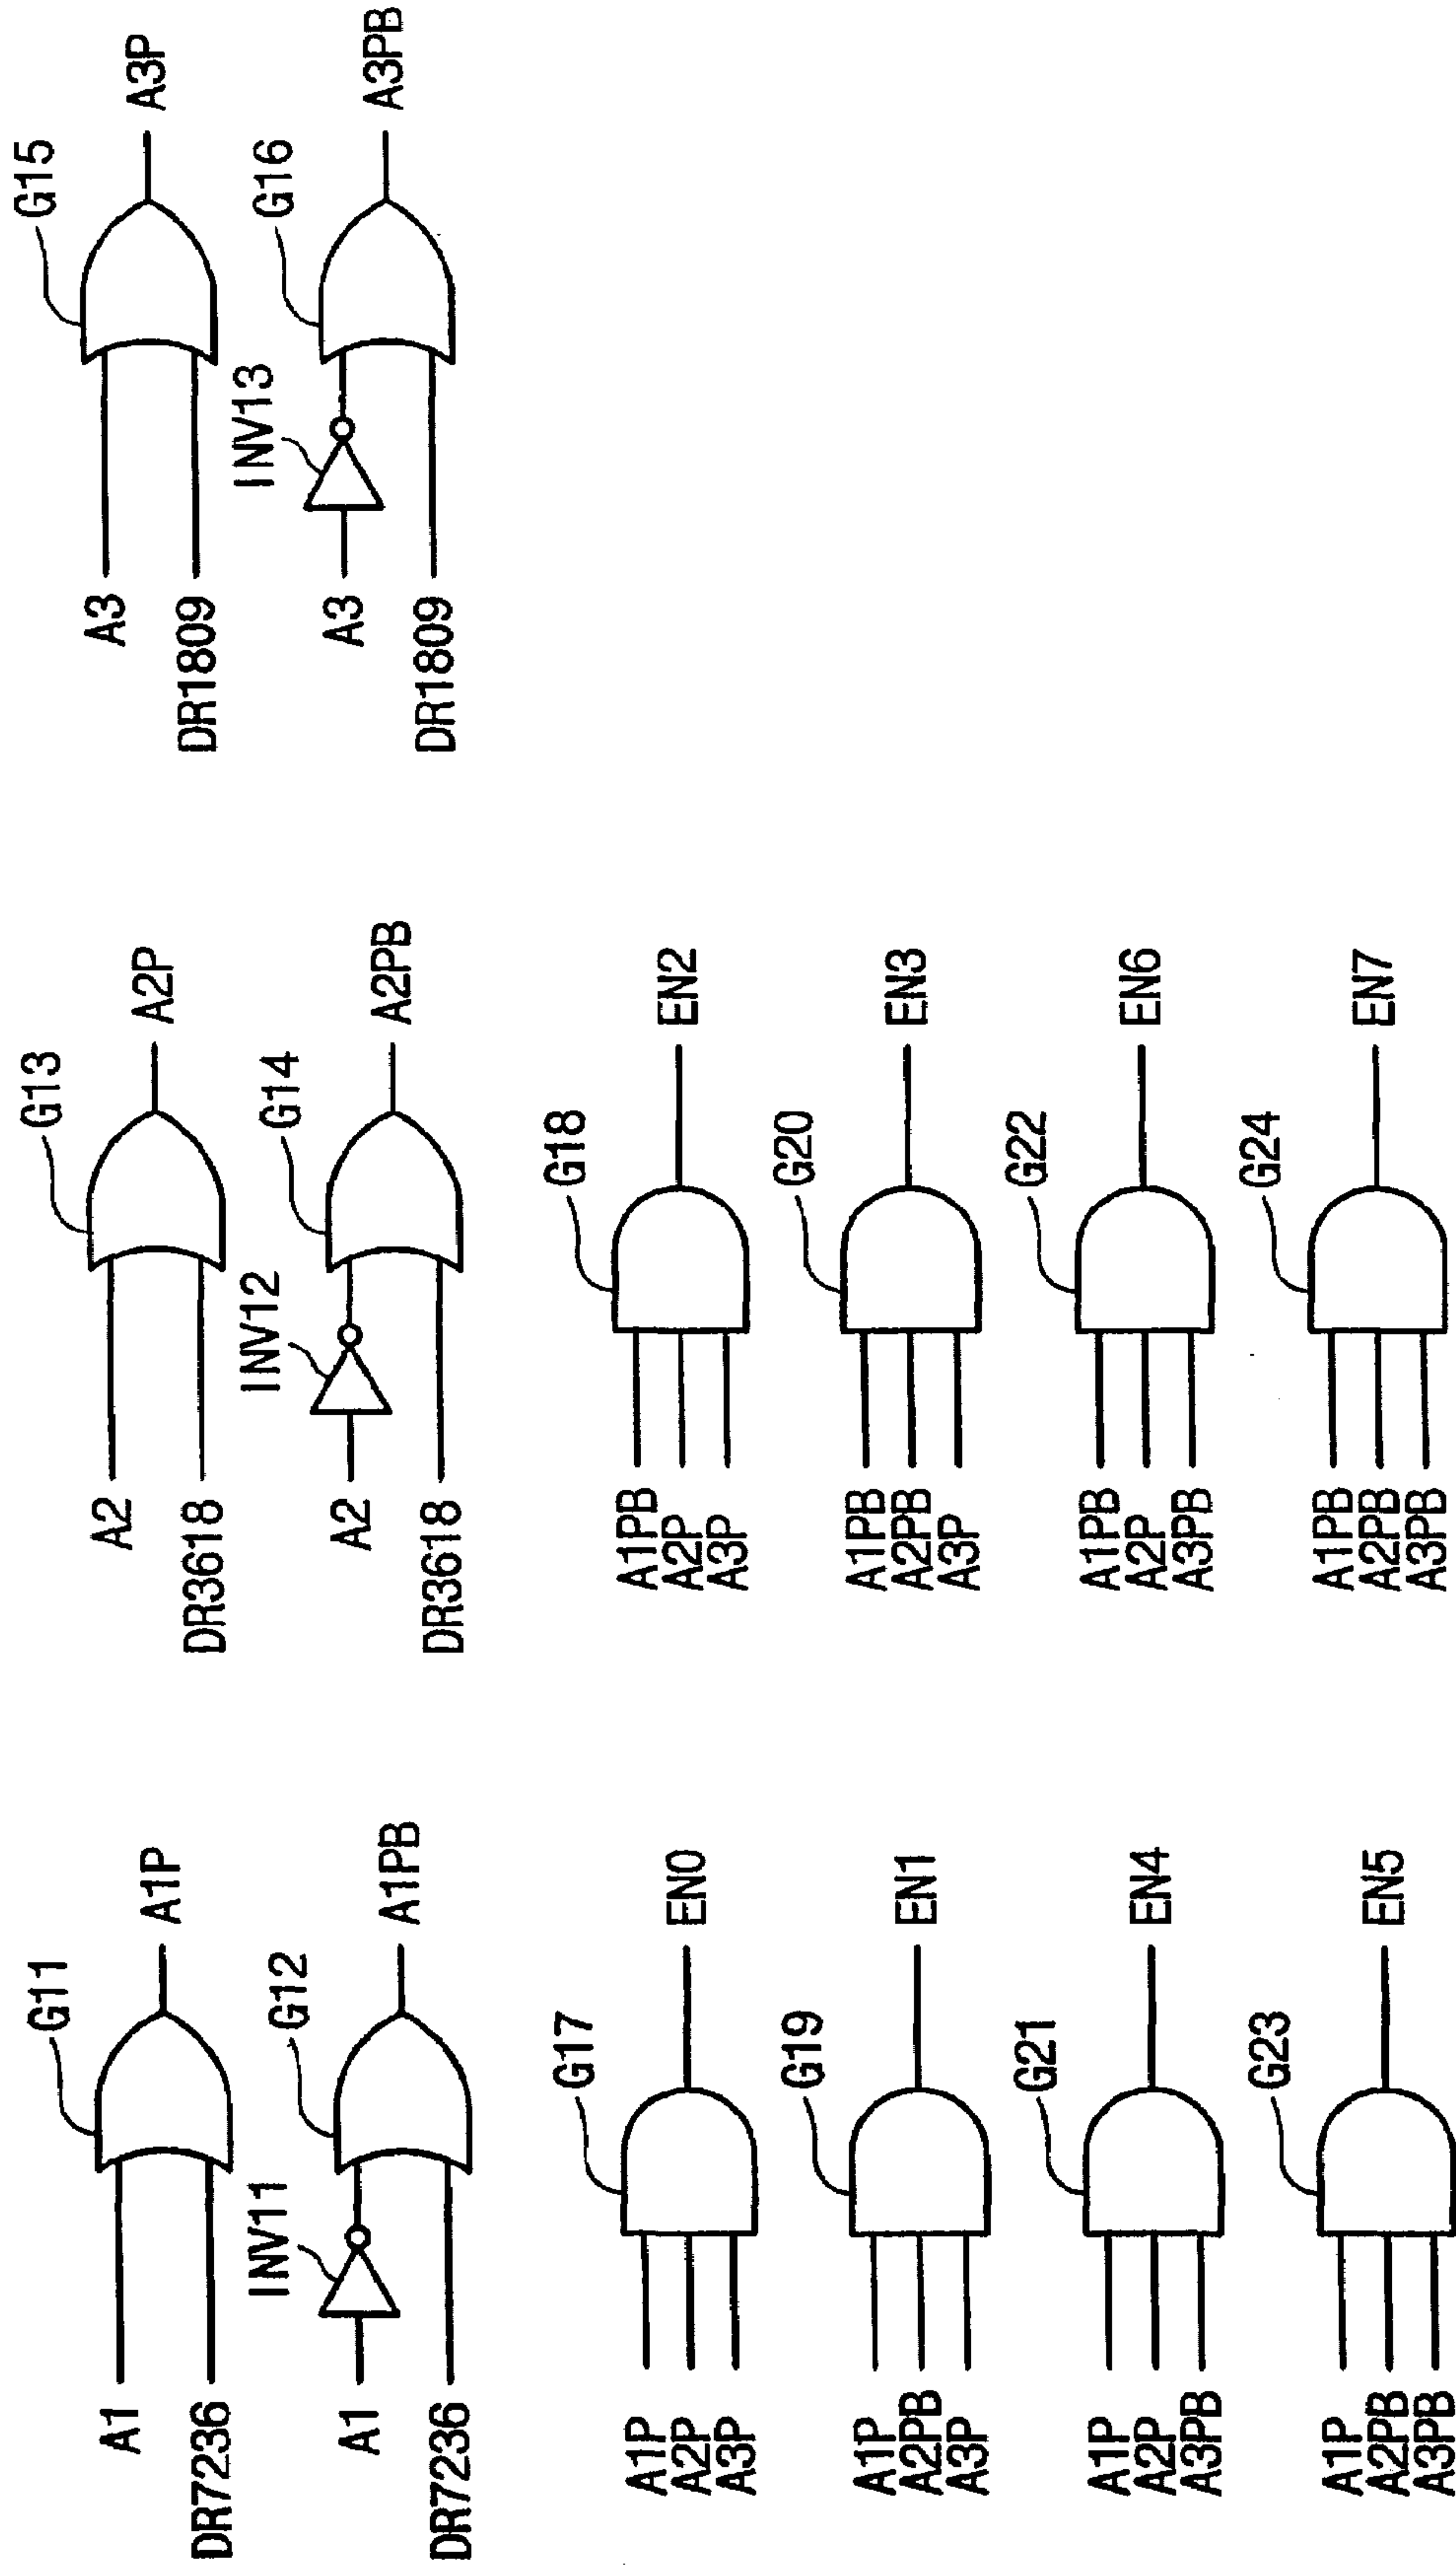 G11
A1
DR7236
A1P
G12
INV11
A1
DR7236
A1PB
G13
A2
DR3618
A2P
G14
INV12
A2
DR3618
A2PB
G15
A3
DR1809
A3P
G16
INV13
A3
DR1809
A3PB
G17
A1P
A2P
A3P
EN0
G18
A1PB
A2P
A3P
EN2
G19
A1P
A2PB
A3P
EN1
G20
A1PB
A2PB
A3P
EN3
G21
A1P
A2P
A3PB
EN4
G22
A1PB
A2P
A3PB
EN6
G23
A1P
A2PB
A3PB
EN5
G24
A1PB
A2PB
A3PB
EN7